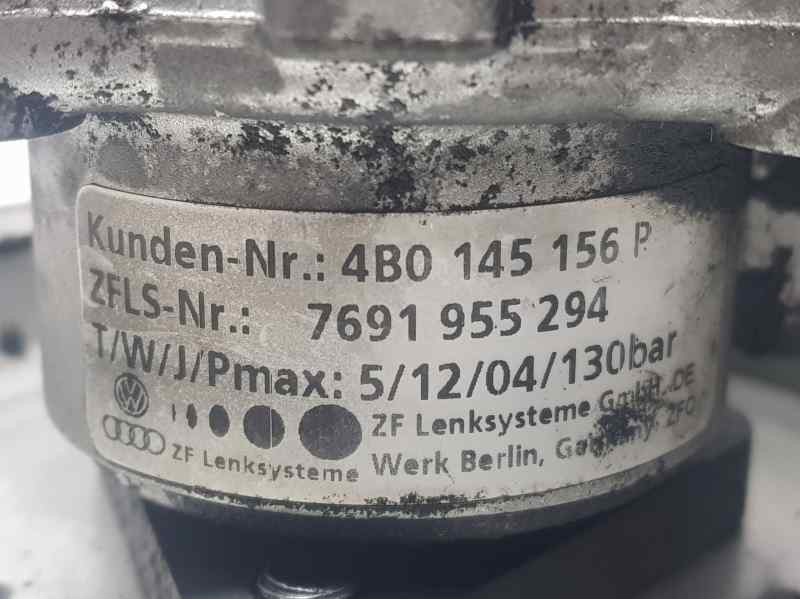 Kunden-Nr.: 4B0 145 156 P
ZFLS-Nr.: 7691 955 294
T/W/J/Pmax: 5/12/04/130bar
ZF Lenksysteme GmbH. DE
ZF Lenksysteme Werk Berlin, ZFO